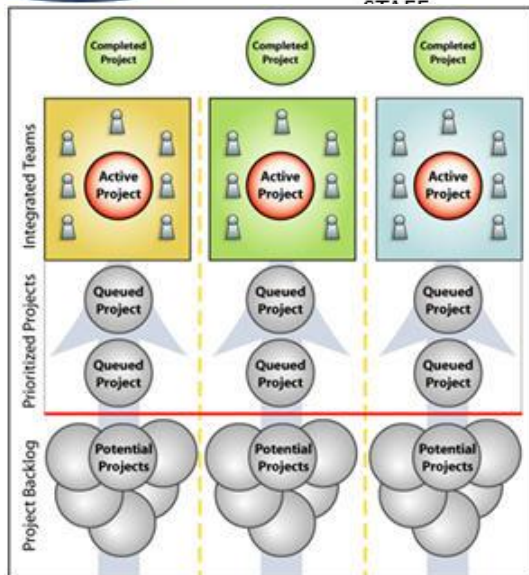 STAFF
Completed
Project
Completed
Project
Completed
Project
Integrated Teams
Active
Project
Active
Project
Active
Project
Prioritized Projects
Queued
Project
Queued
Project
Queued
Project
Queued
Project
Queued
Project
Queued
Project
Project Backlog
Potential
Projects
Potential
Projects
Potential
Projects